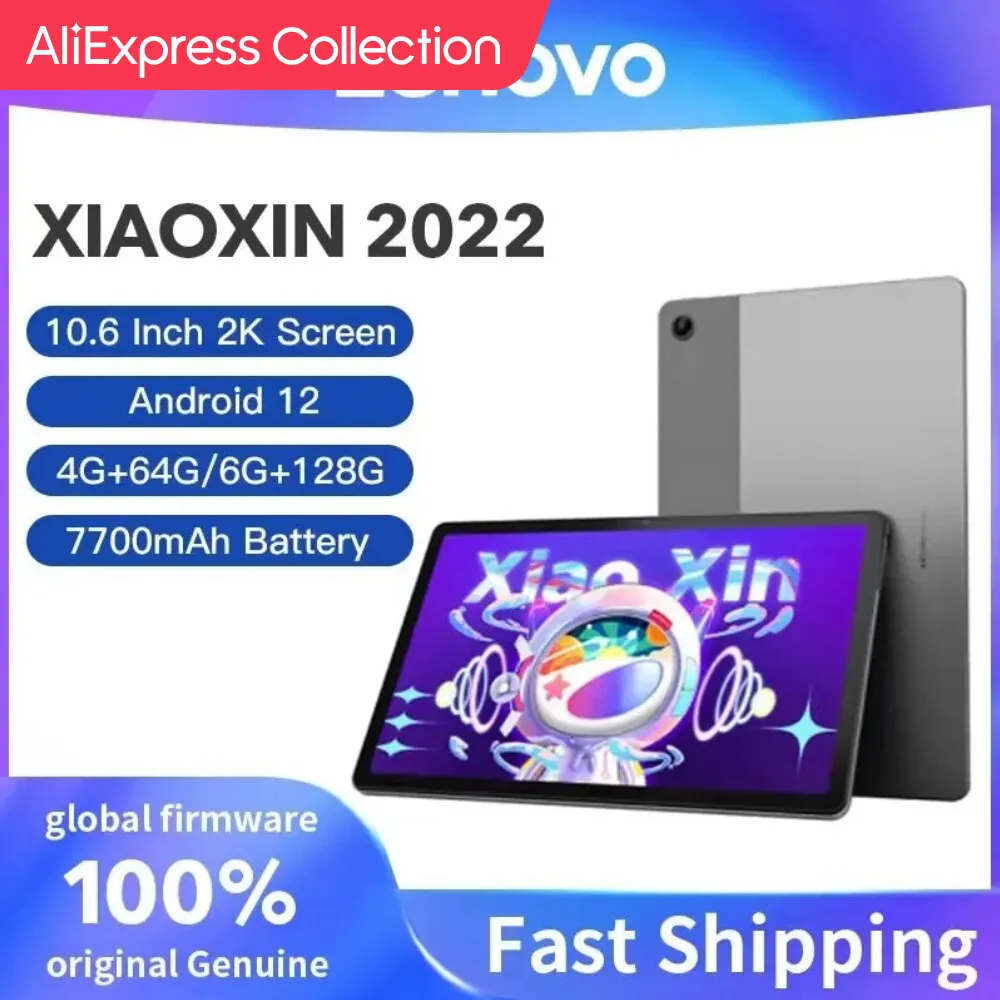 AliExpress Collection
XIAOXIN 2022
10.6 Inch 2K Screen
Android 12
4G+64G/6G+128G
7700mAh Battery
Xiao Xin
global firmware
100%
original Genuine
Fast Shipping